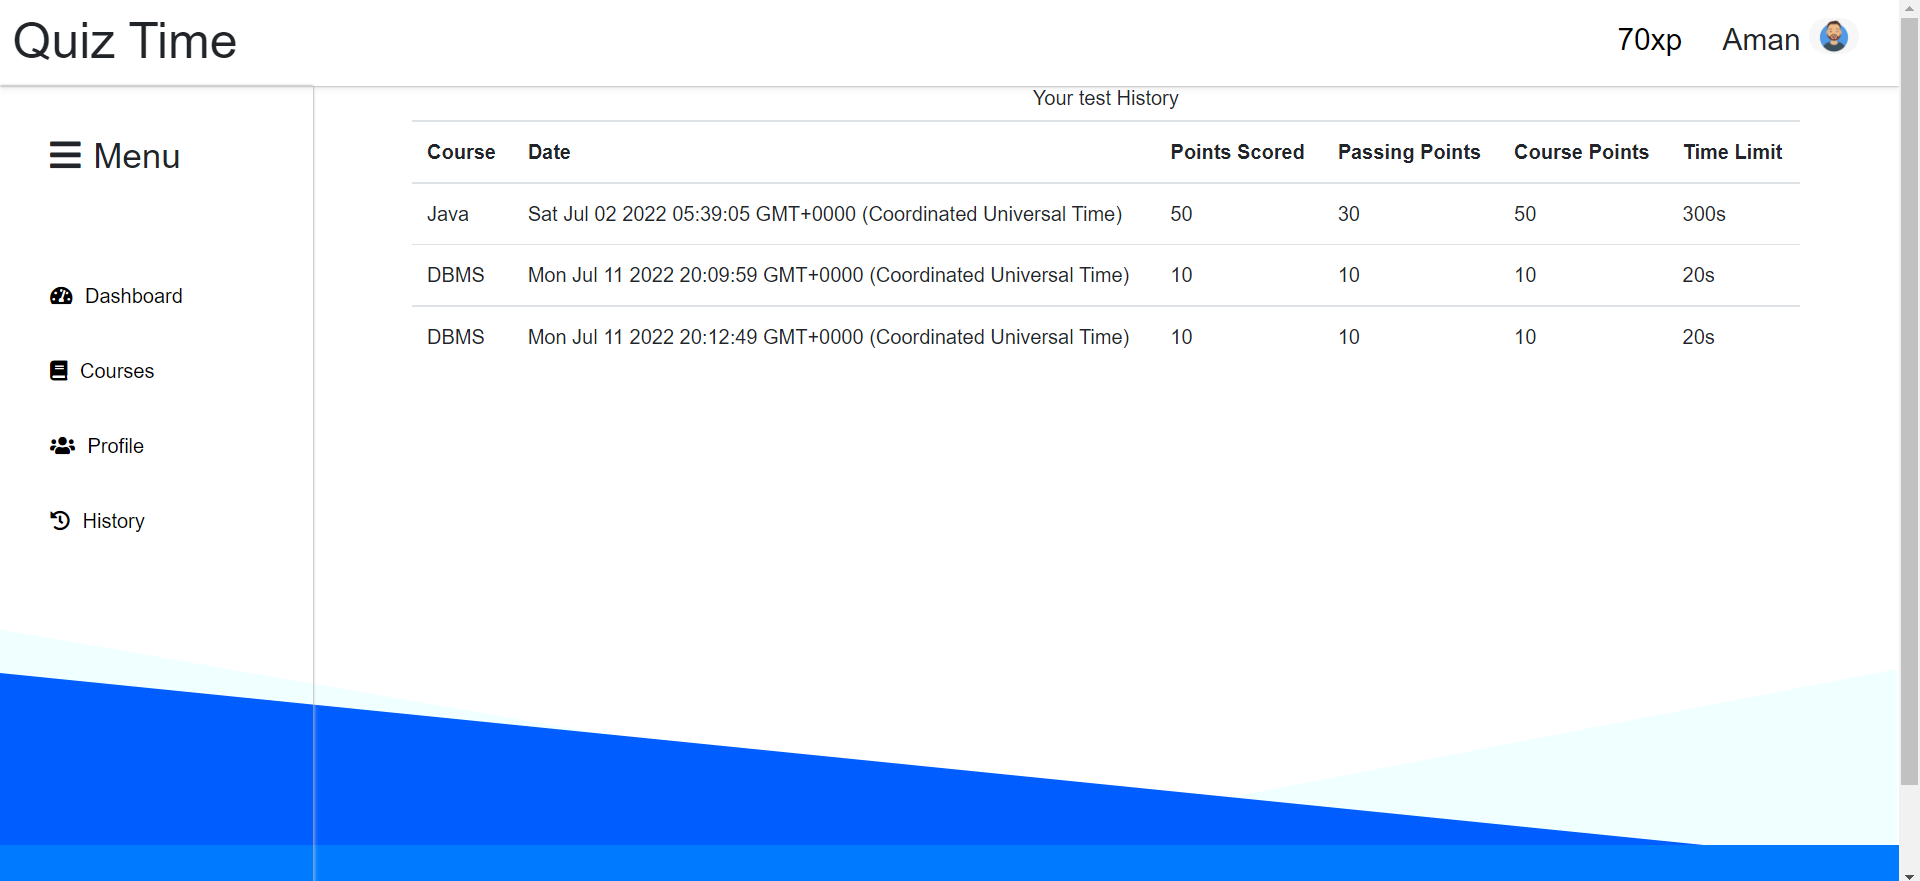 Quiz Time 70xp Aman
Menu
Dashboard
Courses
Profile
History
Your test History
Course Date Points Scored Passing Points Course Points Time Limit
Java Sat Jul 02 2022 05:39:05 GMT+0000 (Coordinated Universal Time) 50 30 50 300s
DBMS Mon Jul 11 2022 20:09:59 GMT+0000 (Coordinated Universal Time) 10 10 10 20s
DBMS Mon Jul 11 2022 20:12:49 GMT+0000 (Coordinated Universal Time) 10 10 10 20s